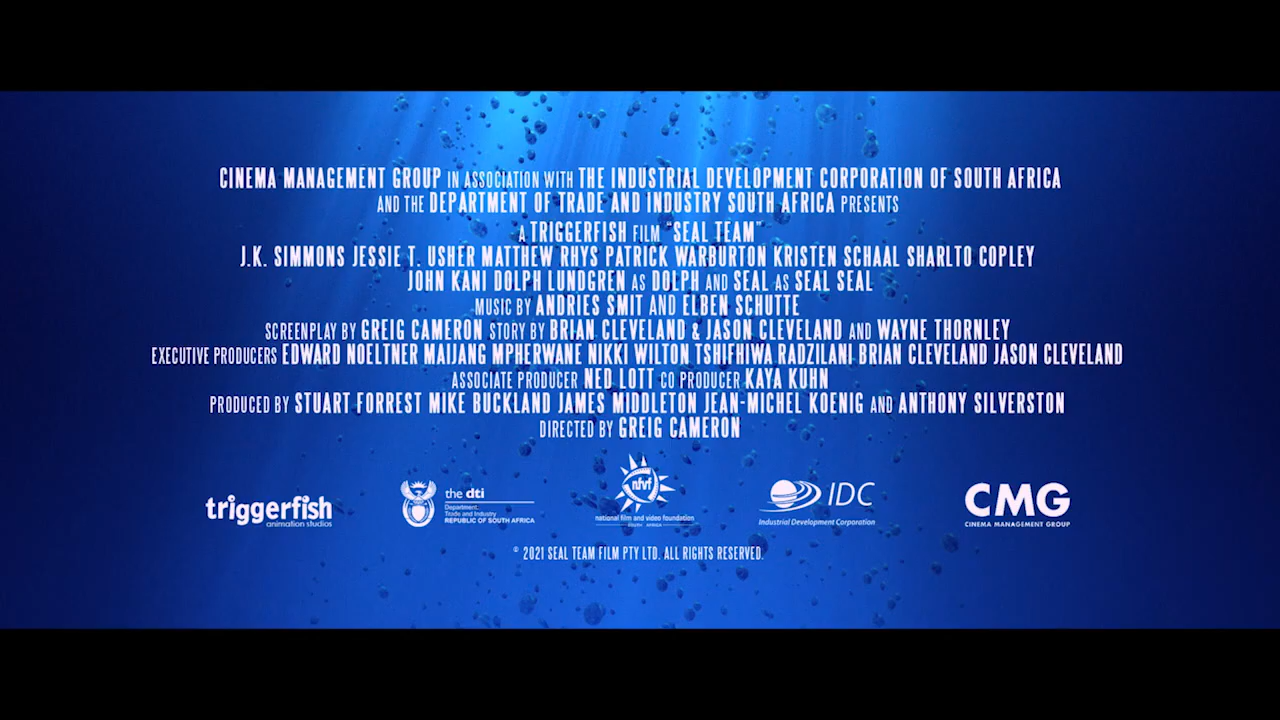 CINEMA MANAGEMENT GROUP IN ASSOCIATION WITH THE INDUSTRIAL DEVELOPMENT CORPORATION OF SOUTH AFRICA
AND THE DEPARTMENT OF TRADE AND INDUSTRY SOUTH AFRICA PRESENTS
A TRIGGERFISH FILM "SEAL TEAM"
J.K. SIMMONS JESSIE T. USHER MATTHEW RHYS PATRICK WARBURTON KRISTEN SCHAAL SHARLTO COPLEY
JOHN KANI DOLPH LUNDGREN AS DOLPH AND SEAL AS SEAL SEAL
MUSIC BY ANDRIES SMIT AND ELBEN SCHUTTE
SCREENPLAY BY GREIG CAMERON STORY BY BRIAN CLEVELAND & JASON CLEVELAND AND WAYNE THORNLEY
EXECUTIVE PRODUCERS EDWARD NOELTNER MAIJANG MPHERWANE NIKKI WILTON TSHIFHIWA RADZILANI BRIAN CLEVELAND JASON CLEVELAND
ASSOCIATE PRODUCER NED LOTT CO PRODUCER KAYA KUHN
PRODUCED BY STUART FORREST MIKE BUCKLAND JAMES MIDDLETON JEAN-MICHEL KOENIG AND ANTHONY SILVERSTON
DIRECTED BY GREIG CAMERON
triggerfish
animation studios
the dti
Department:
Trade and Industry
REPUBLIC OF SOUTH AFRICA
nfvf
national film and video foundation
SOUTH AFRICA
IDC
Industrial Development Corporation
CMG
CINEMA MANAGEMENT GROUP
© 2021 SEAL TEAM FILM PTY LTD. ALL RIGHTS RESERVED.